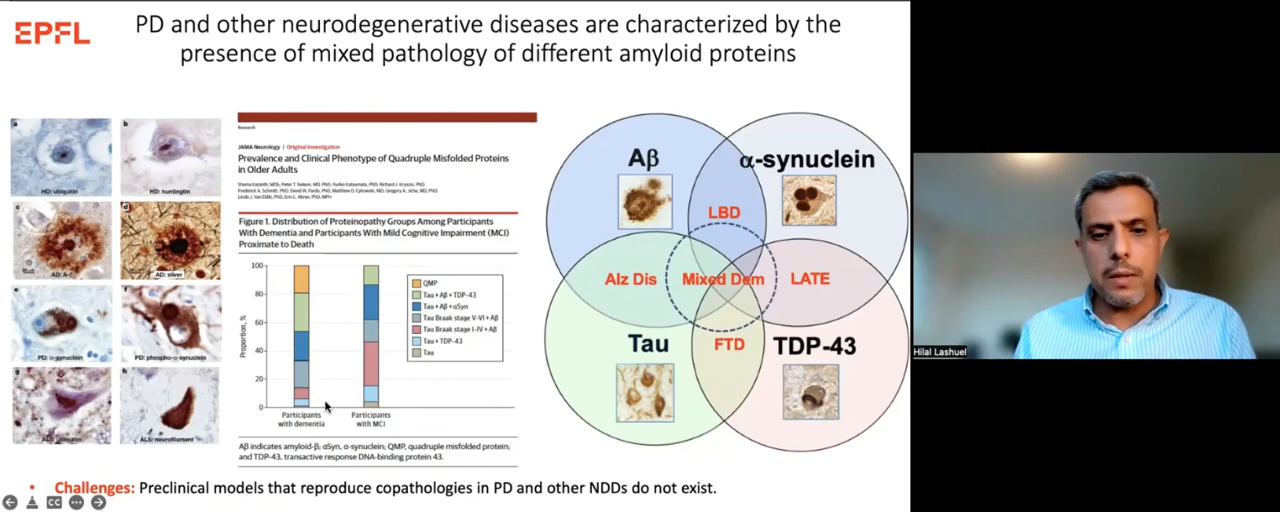 EPFL
PD and other neurodegenerative diseases are characterized by the
presence of mixed pathology of different amyloid proteins
a
b
HD: ubiquitin
HD: huntingtin
c
d
AD: silver
e
f
PD: α-synuclein
PD: phospho-α-synuclein
g
h
ALS: neurofilament
Research
JAMA Neurology | Original Investigation
Prevalence and Clinical Phenotype of Quadruple Misfolded Proteins
in Older Adults
Figure 1. Distribution of Proteinopathy Groups Among Participants
With Dementia and Participants With Mild Cognitive Impairment (MCI)
Proximate to Death
Proportion, %
100
80
60
40
20
0
QMP
Tau + Aβ + TDP-43
Tau + Aβ + αSyn
Tau Braak stage V-VI + Aβ
Tau Braak stage I-IV + Aβ
Tau + TDP-43
Tau
Participants
with dementia
Participants
with MCI
Aβ indicates amyloid-β; αSyn, α-synuclein; QMP, quadruple misfolded protein;
and TDP-43, transactive response DNA-binding protein 43.
Aβ
α-synuclein
LBD
Alz Dis
Mixed Dem
LATE
Tau
FTD
TDP-43
• Challenges: Preclinical models that reproduce copathologies in PD and other NDDs do not exist.
CC
Hilal Lashuel